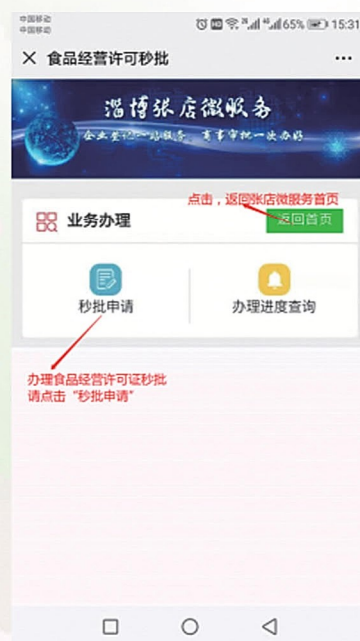 中国移动
中国移动
65% 15:31
食品经营许可秒批
淄博张店微服务
企业登记一站服务，商事审批一次办好
点击，返回张店微服务首页
业务办理
返回首页
秒批申请
办理进度查询
办理食品经营许可证秒批
请点击“秒批申请”